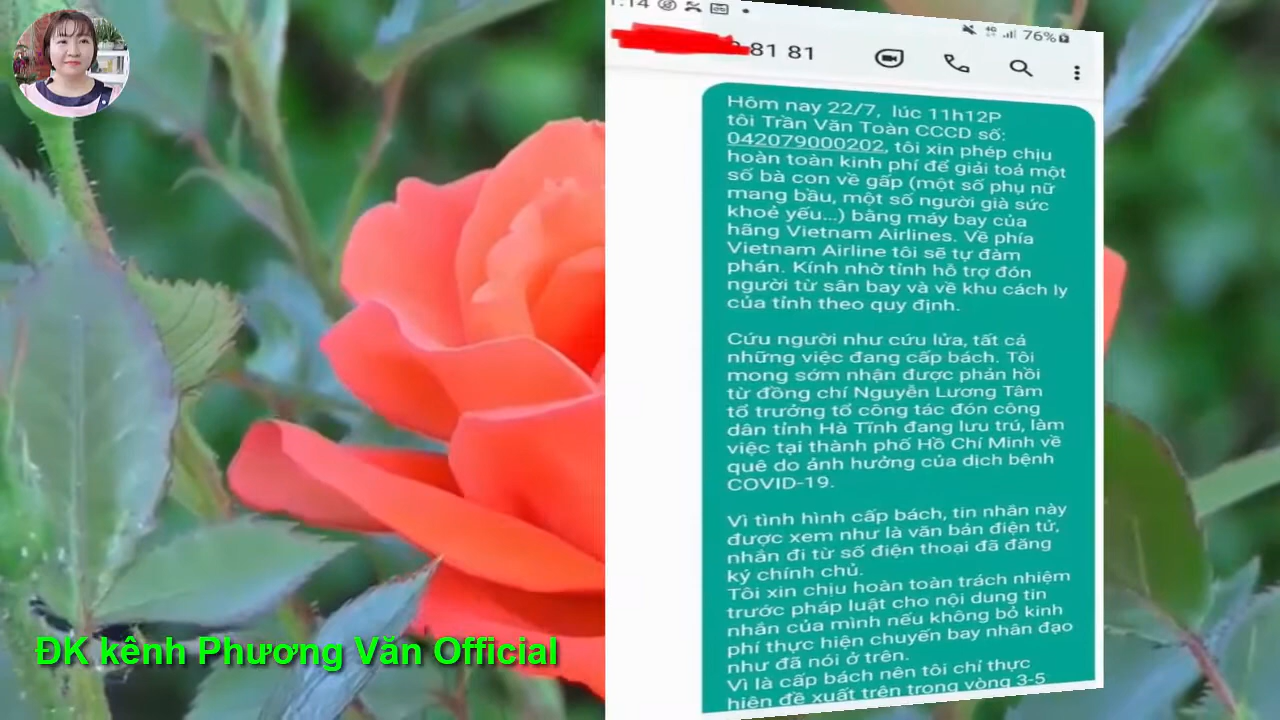 1:14
76%
81 81
Hôm nay 22/7, lúc 11h12P
tôi Trần Văn Toàn CCCD số:
042079000202, tôi xin phép chịu
hoàn toàn kinh phí để giải toả một
số bà con về gấp (một số phụ nữ
mang bầu, một số người già sức
khoẻ yếu...) bằng máy bay của
hãng Vietnam Airlines. Về phía
Vietnam Airline tôi sẽ tự đàm
phán. Kính nhờ tỉnh hỗ trợ đón
người từ sân bay và về khu cách ly
của tỉnh theo quy định.
Cứu người như cứu lửa, tất cả
những việc đang cấp bách. Tôi
mong sớm nhận được phản hồi
từ đồng chí Nguyễn Lương Tâm
tổ trưởng tổ công tác đón công
dân tỉnh Hà Tĩnh đang lưu trú, làm
việc tại thành phố Hồ Chí Minh về
quê do ảnh hưởng của dịch bệnh
COVID-19.
Vì tình hình cấp bách, tin nhắn này
được xem như là văn bản điện tử,
nhắn đi từ số điện thoại đã đăng
ký chính chủ.
Tôi xin chịu hoàn toàn trách nhiệm
trước pháp luật cho nội dung tin
nhắn của mình nếu không bỏ kinh
phí thực hiện chuyến bay nhân đạo
như đã nói ở trên.
Vì là cấp bách nên tôi chỉ thực
hiện đề xuất trên trong vòng 3-5
ĐK kênh Phương Văn Official